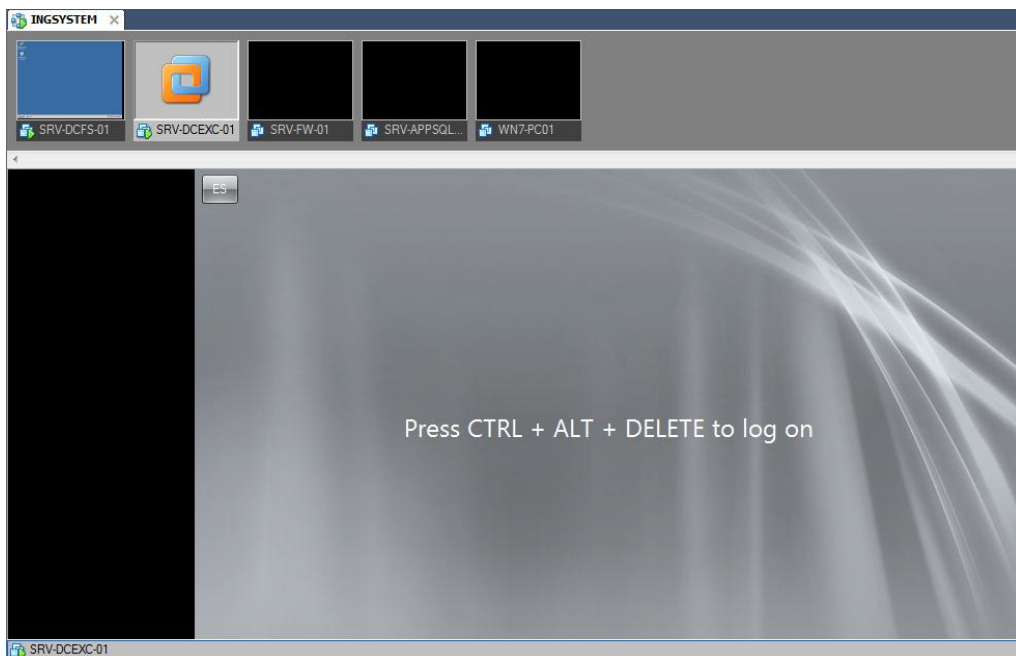 INGSYSTEM
SRV-DCFS-01
SRV-DCEXC-01
SRV-FW-01
SRV-APPSQL...
WN7-PC01
ES
Press CTRL + ALT + DELETE to log on
SRV-DCEXC-01